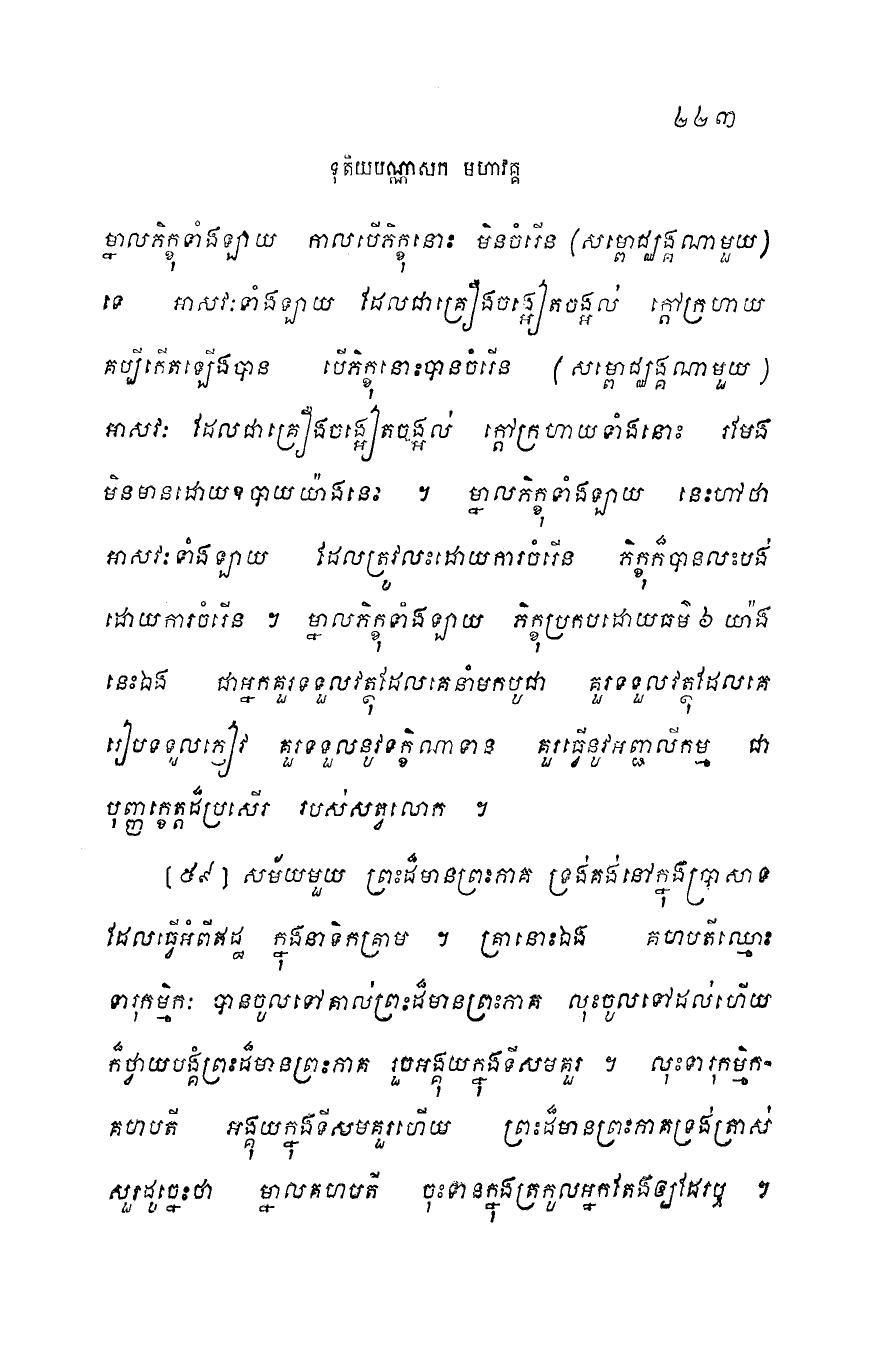 ២២៣
ទុតិយបណ្ណាសក មហាវគ្គ
ម្នាលភិក្ខុទាំងឡាយ កាលបើភិក្ខុនោះ មិនចំរើន (សម្ពោជ្ឈង្គណាមួយ)
ទេ អាសវៈទាំងឡាយ ដែលជាគ្រឿងចង្អៀតចង្អល់ ក្តៅក្រហាយ
គប្បីកើតឡើងបាន បើភិក្ខុនោះបានចំរើន (សម្ពោជ្ឈង្គណាមួយ )
អាសវៈ ដែលជាគ្រឿងចង្អៀតចង្អល់ ក្តៅក្រហាយទាំងនោះ រមែង
មិនមានដោយឧបាយយ៉ាងនេះ ។ ម្នាលភិក្ខុទាំងឡាយ នេះហៅថា
អាសវៈទាំងឡាយ ដែលត្រូវលះដោយការចំរើន ភិក្ខុក៏បានលះបង់
ដោយការចំរើន ។ ម្នាលភិក្ខុទាំងឡាយ ភិក្ខុប្រកបដោយធម៌ ៦ យ៉ាង
នេះឯង ជាអ្នកគួរទទួលវត្ថុដែលគេនាំមកបូជា គួរទទួលវត្ថុដែលគេ
រៀបទទួលភ្ញៀវ គួរទទួលនូវទក្ខិណាទាន គួរធ្វើនូវអញ្ជលីកម្ម ជា
បុញ្ញក្ខេត្តដ៏ប្រសើរ របស់សត្វលោក ។
[៥៩] សម័យមួយ ព្រះដ៏មានព្រះភាគ ទ្រង់គង់នៅក្នុងប្រាសាទ
ដែលធ្វើអំពីឥដ្ឋ ក្នុងនាទិកគ្រាម ។ គ្រានោះឯង គហបតីឈ្មោះ
ទារុកម្មិកៈ បានចូលទៅគាល់ព្រះដ៏មានព្រះភាគ លុះចូលទៅដល់ហើយ
ក៏ថ្វាយបង្គំព្រះដ៏មានព្រះភាគ រួចអង្គុយក្នុងទីសមគួរ ។ លុះទារុកម្មិក-
គហបតី អង្គុយក្នុងទីសមគួរហើយ ព្រះដ៏មានព្រះភាគទ្រង់ត្រាស់
សួរដូច្នេះថា ម្នាលគហបតី ចុះទានក្នុងត្រកូលអ្នកតែងឲ្យដែរឬ ។